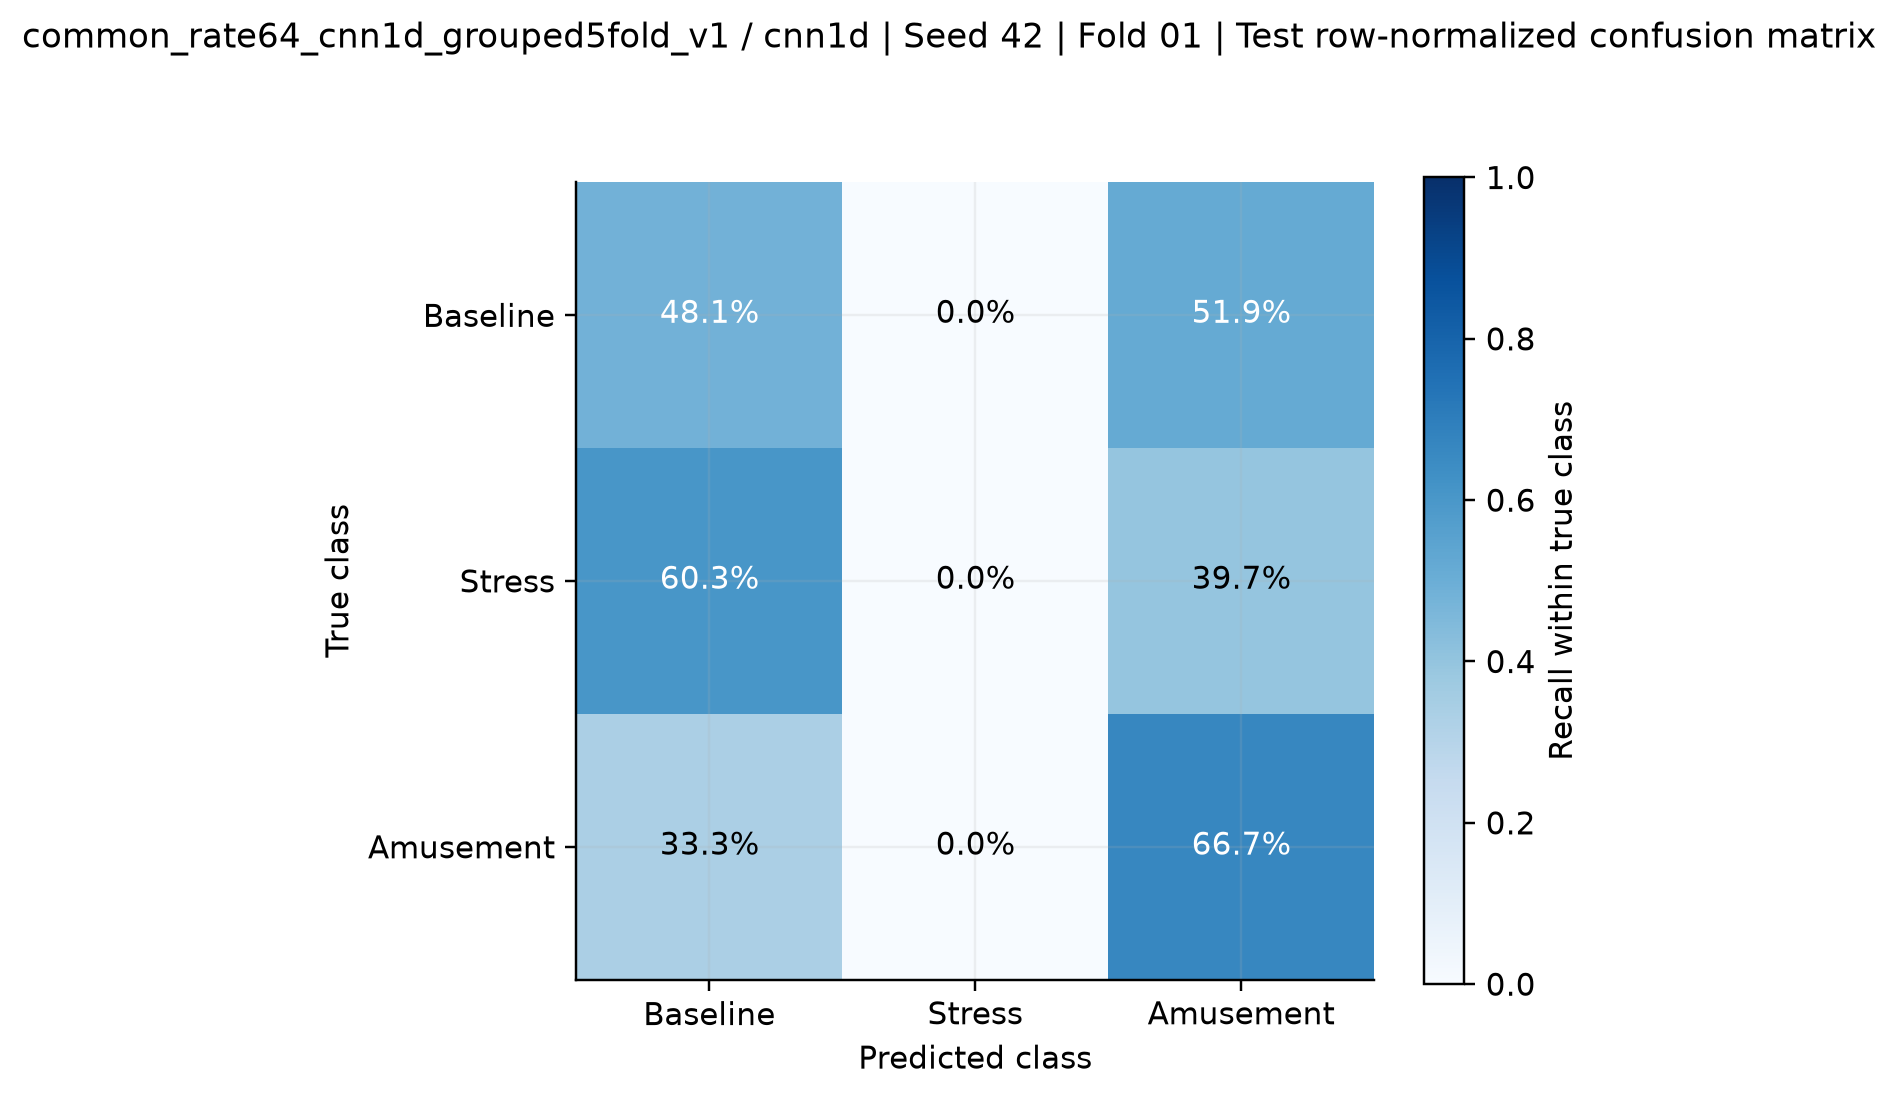 common_rate64_cnn1d_grouped5fold_v1 / cnn1d | Seed 42 | Fold 01 | Test row-normalized confusion matrix
1.0
Baseline 48.1% 0.0% 51.9%
0.8
0.6
Stress 60.3% 0.0% 39.7%
0.4
Amusement 33.3% 0.0% 66.7%
0.2
0.0
True class
Recall within true class
Baseline Stress Amusement
Predicted class